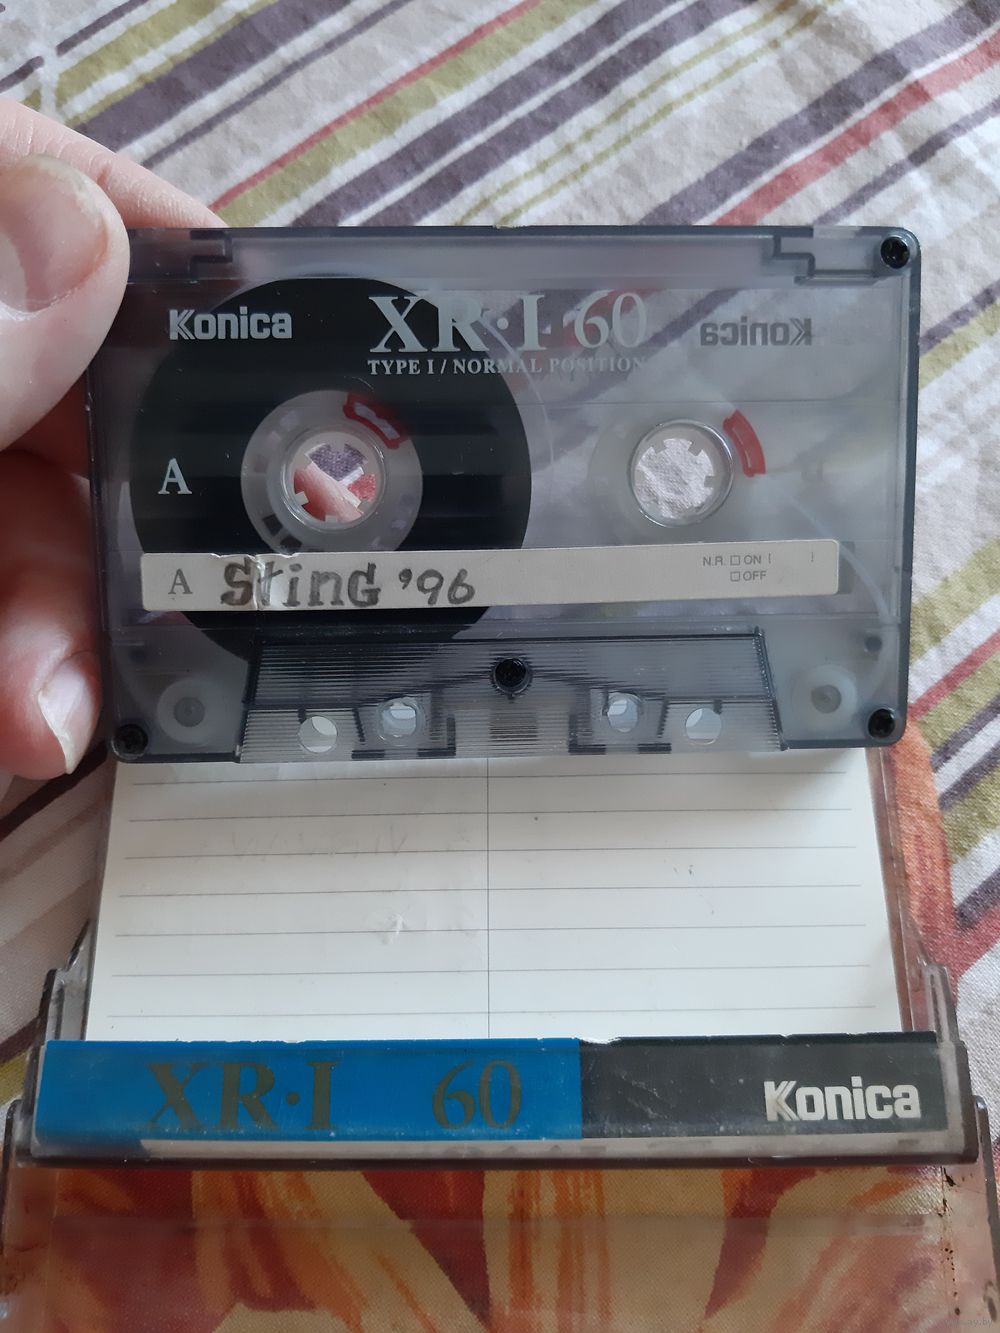 Konica XR·I 60 Konica
TYPE I / NORMAL POSITION
A
A Sting '96
N.R. ☐ ON
☐ OFF
XR·I 60 Konica